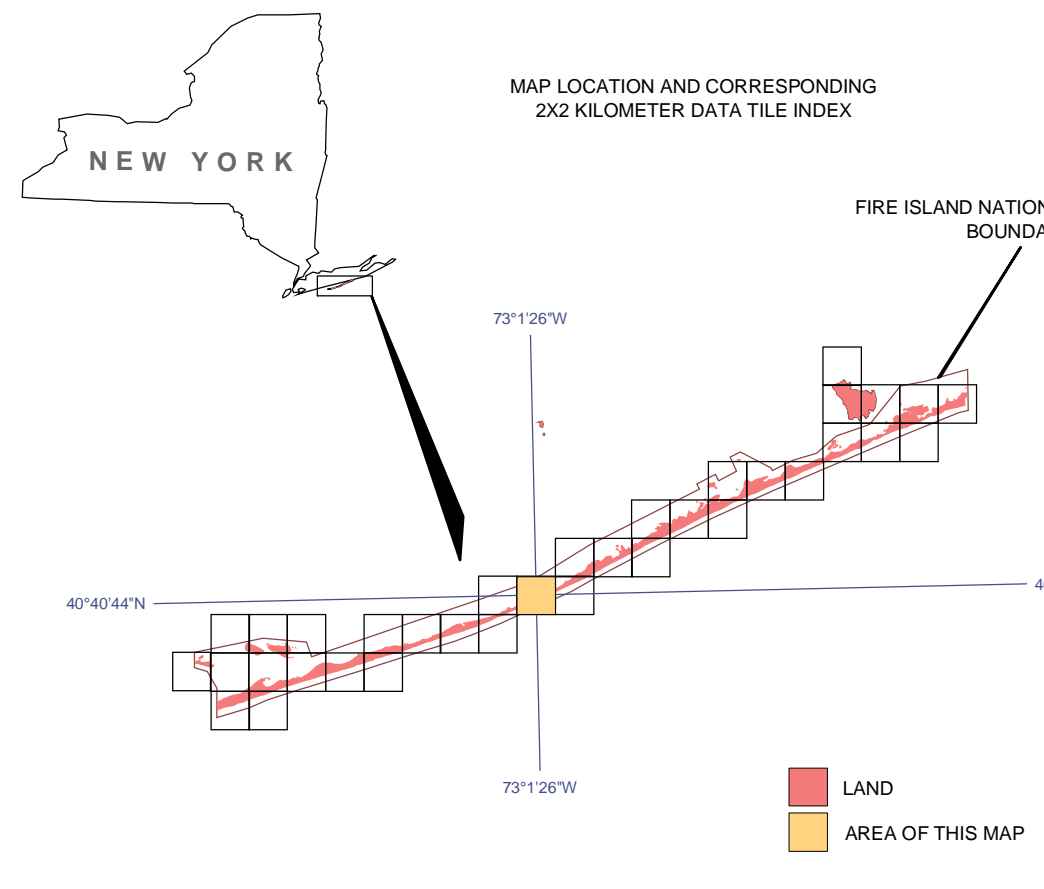 MAP LOCATION AND CORRESPONDING
2X2 KILOMETER DATA TILE INDEX
NEW YORK
FIRE ISLAND NATION
BOUNDA
73°1'26"W
40°40'44"N
4
73°1'26"W
LAND
AREA OF THIS MAP